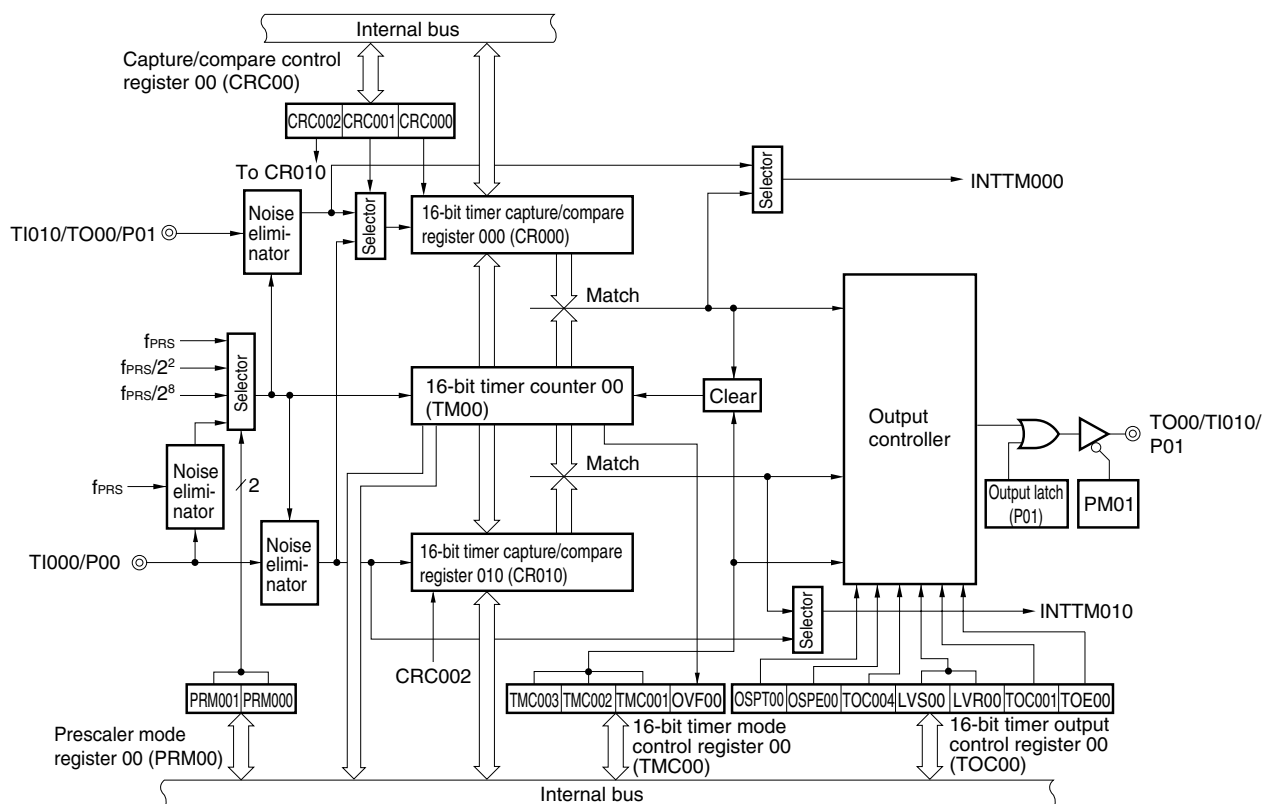 Internal bus
Capture/compare control
register 00 (CRC00)
CRC002 CRC001 CRC000
To CR010
Selector
INTTM000
Noise
elimi-
nator
Selector
16-bit timer capture/compare
register 000 (CR000)
TI010/TO00/P01
Match
fPRS
fPRS/2²
fPRS/2⁸
Selector
16-bit timer counter 00
(TM00)
Clear
Output
controller
TO00/TI010/
P01
Match
fPRS
Noise
elimi-
nator
2
Output latch
(P01)
PM01
TI000/P00
Noise
elimi-
nator
16-bit timer capture/compare
register 010 (CR010)
Selector
INTTM010
CRC002
PRM001 PRM000
TMC003 TMC002 TMC001 OVF00
OSPT00 OSPE00 TOC004 LVS00 LVR00 TOC001 TOE00
Prescaler mode
register 00 (PRM00)
16-bit timer mode
control register 00
(TMC00)
16-bit timer output
control register 00
(TOC00)
Internal bus